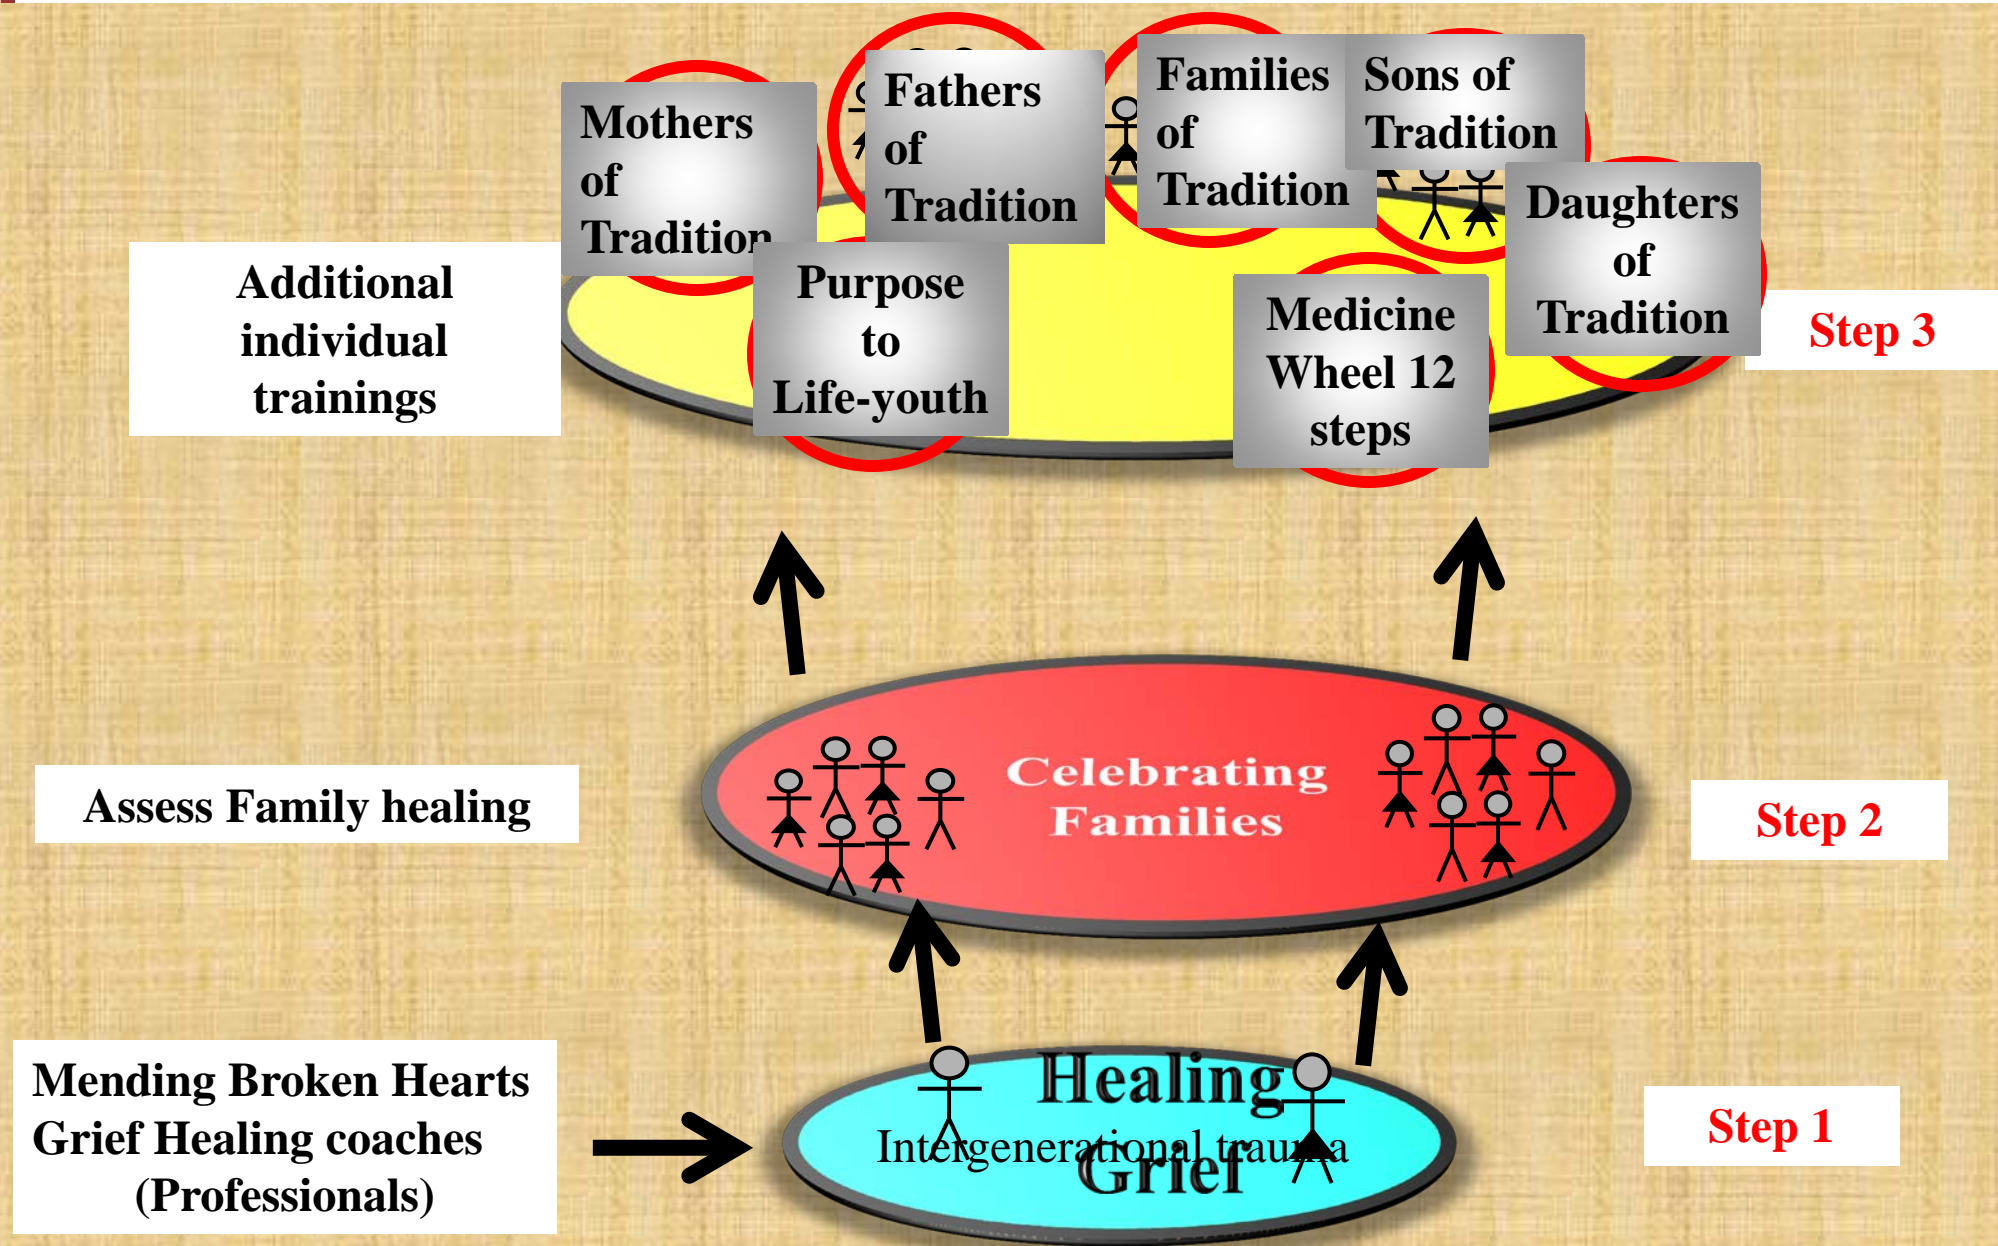 Mothers
of
Tradition
Fathers
of
Tradition
Families
of
Tradition
Sons of
Tradition
Daughters
of
Tradition
Purpose
to
Life-youth
Medicine
Wheel 12
steps
Additional
individual
trainings
Step 3
Assess Family healing
Celebrating
Families
Step 2
Mending Broken Hearts
Grief Healing coaches
(Professionals)
Healing
Grief
Intergenerational trauma
Step 1